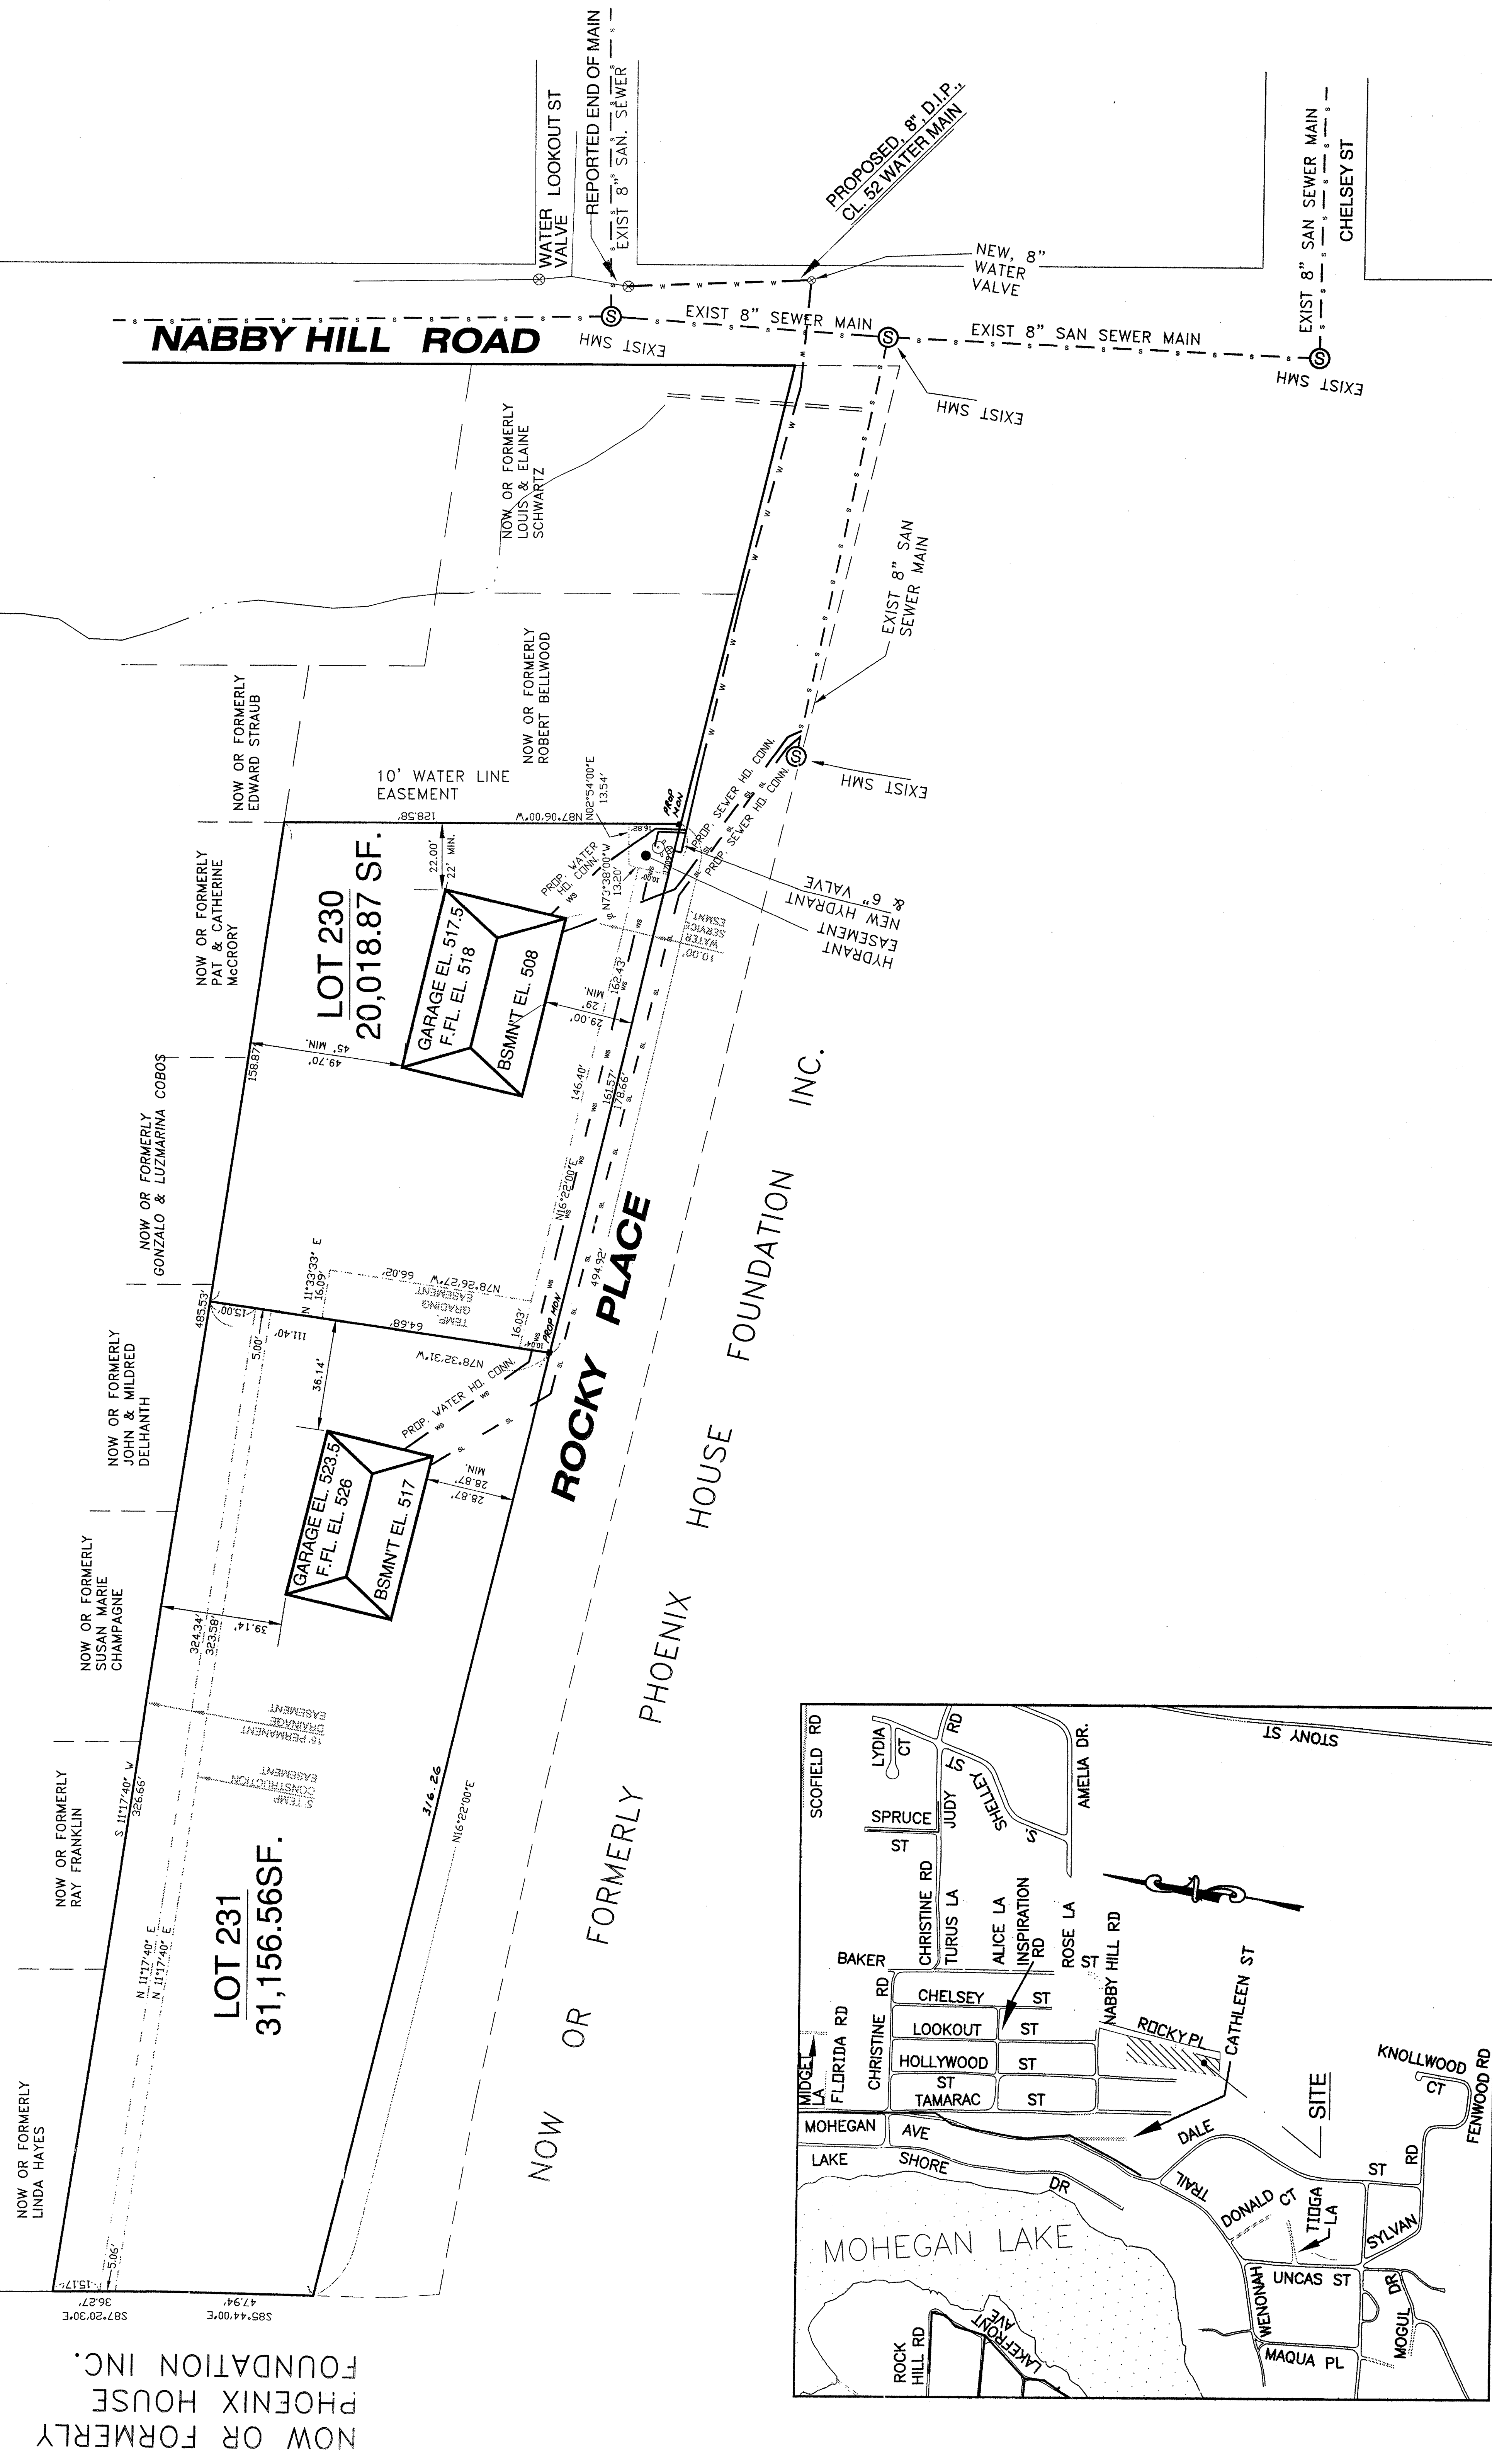 REPORTED END OF MAIN
EXIST 8" SAN. SEWER
WATER
VALVE
LOOKOUT ST
PROPOSED, 8", D.I.P.,
CL. 52 WATER MAIN
NEW, 8"
WATER
VALVE
EXIST 8" SAN SEWER MAIN
CHELSEY ST
EXIST 8" SEWER MAIN
EXIST 8" SAN SEWER MAIN
NABBY HILL ROAD
EXIST SMH
EXIST SMH
EXIST SMH
NOW OR FORMERLY
LOUIS & ELAINE
SCHWARTZ
EXIST 8" SAN
SEWER MAIN
NOW OR FORMERLY
EDWARD STRAUB
NOW OR FORMERLY
ROBERT BELLWOOD
10' WATER LINE
EASEMENT
N02°54'00"E
13.54'
PROP
MON
EXIST SMH
128.58'
N87°06'00"W
16.82'
PROP. SEWER HO. CONN.
PROP. SEWER HO. CONN.
22.00'
22' MIN.
PROP. WATER
HO. CONN.
N73°38'00"W
13.20'
10.00'
17.09'
NOW OR FORMERLY
PAT & CATHERINE
McCRORY
LOT 230
20,018.87 SF.
GARAGE EL. 517.5
F.FL. EL. 518
BSMN'T EL. 508
HYDRANT
EASEMENT
NEW HYDRANT
& 6" VALVE
10.00'
WATER
SERVICE
ESMNT.
29.00'
29'
MIN.
162.43'
49.70'
45' MIN.
158.87'
146.40'
161.57'
178.66'
NOW OR FORMERLY
GONZALO & LUZMARINA COBOS
N16°22'00"E
494.92'
ROCKY PLACE
N 11°33'33" E
16.09'
66.02'
N78°26'27"W
TEMP.
GRADING
EASEMENT
64.68'
16.03'
10.04'
PROP MON
485.53'
15.00'
5.00'
111.40'
N78°32'31"W
36.14'
PROP. WATER HO. CONN.
NOW OR FORMERLY
JOHN & MILDRED
DELHANTH
GARAGE EL. 523.5
F.FL. EL. 526
BSMN'T EL. 517
28.87'
28.87'
MIN.
NOW OR FORMERLY
SUSAN MARIE
CHAMPAGNE
39.14'
324.34'
323.58'
15' PERMANENT
DRAINAGE
EASEMENT
5' TEMP
CONSTRUCTION
EASEMENT
S 11°17'40" W
326.66'
316.26
N16°22'00"E
NOW OR FORMERLY
RAY FRANKLIN
LOT 231
31,156.56SF.
N 11°17'40" E
N 11°17'40" E
NOW OR FORMERLY
LINDA HAYES
NOW OR FORMERLY PHOENIX HOUSE FOUNDATION INC.
15.17'
5.06'
S87°20'30"E
36.27'
S85°44'00"E
47.94'
NOW OR FORMERLY
PHOENIX HOUSE
FOUNDATION INC.
SCOFIELD RD
LYDIA
CT
RD
STONY ST
SPRUCE
ST
JUDY
S. SHELLEY ST
AMELIA DR.
BAKER
ST
CHRISTINE RD
TURUS LA
ALICE LA
INSPIRATION
RD
ROSE LA
NABBY HILL RD
CHELSEY
ST
LOOKOUT
ST
HOLLYWOOD
ST
ST
TAMARAC
ST
CHRISTINE RD
FLORIDA RD
MIDGET
LA
ROCKY PL
CATHLEEN ST
SITE
KNOLLWOOD
CT
FENWOOD RD
MOHEGAN AVE
LAKE SHORE DR
DALE
ST
RD
TRAIL
DONALD CT
TIOGA
LA
SYLVAN
MOHEGAN LAKE
WENONAH
UNCAS ST
MOGUL DR
MAQUA PL
ROCK
HILL RD
LAKEFRONT
AVE